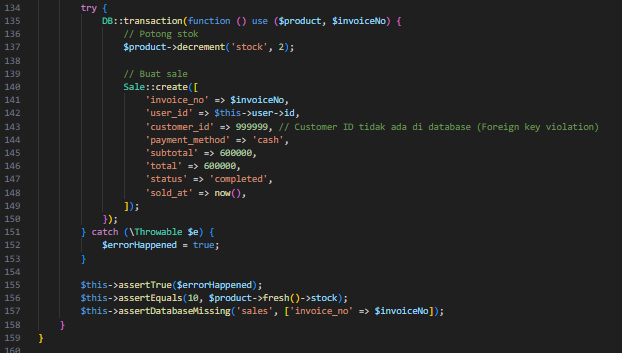 134 try {
135 DB::transaction(function () use ($product, $invoiceNo) {
136 // Potong stok
137 $product->decrement('stock', 2);
138
139 // Buat sale
140 Sale::create([
141 'invoice_no' => $invoiceNo,
142 'user_id' => $this->user->id,
143 'customer_id' => 999999, // Customer ID tidak ada di database (Foreign key violation)
144 'payment_method' => 'cash',
145 'subtotal' => 600000,
146 'total' => 600000,
147 'status' => 'completed',
148 'sold_at' => now(),
149 ]);
150 });
151 } catch (\Throwable $e) {
152 $errorHappened = true;
153 }
154
155 $this->assertTrue($errorHappened);
156 $this->assertEquals(10, $product->fresh()->stock);
157 $this->assertDatabaseMissing('sales', ['invoice_no' => $invoiceNo]);
158 }
159 }
160